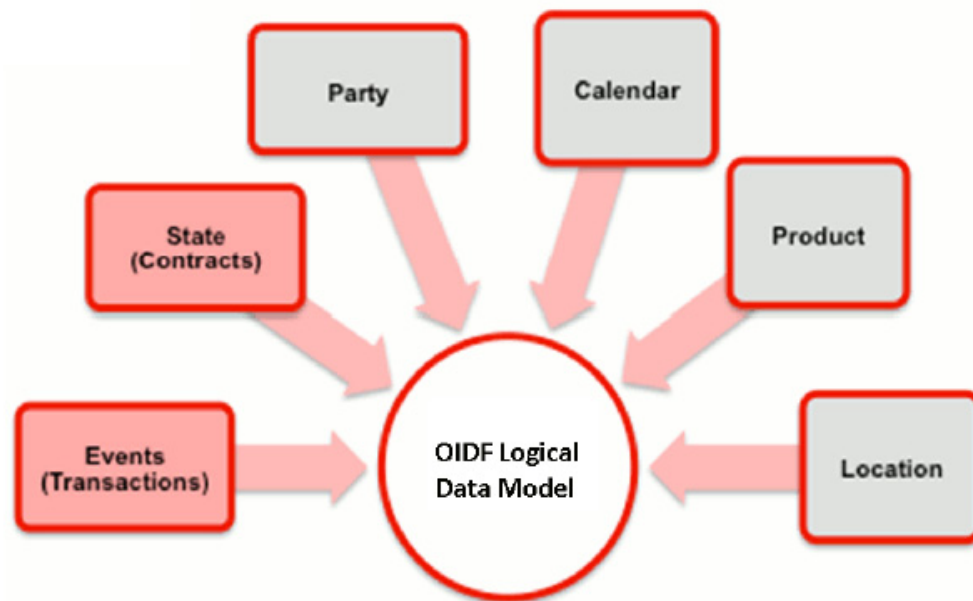 Party
Calendar
State
(Contracts)
Product
Events
(Transactions)
OIDF Logical
Data Model
Location